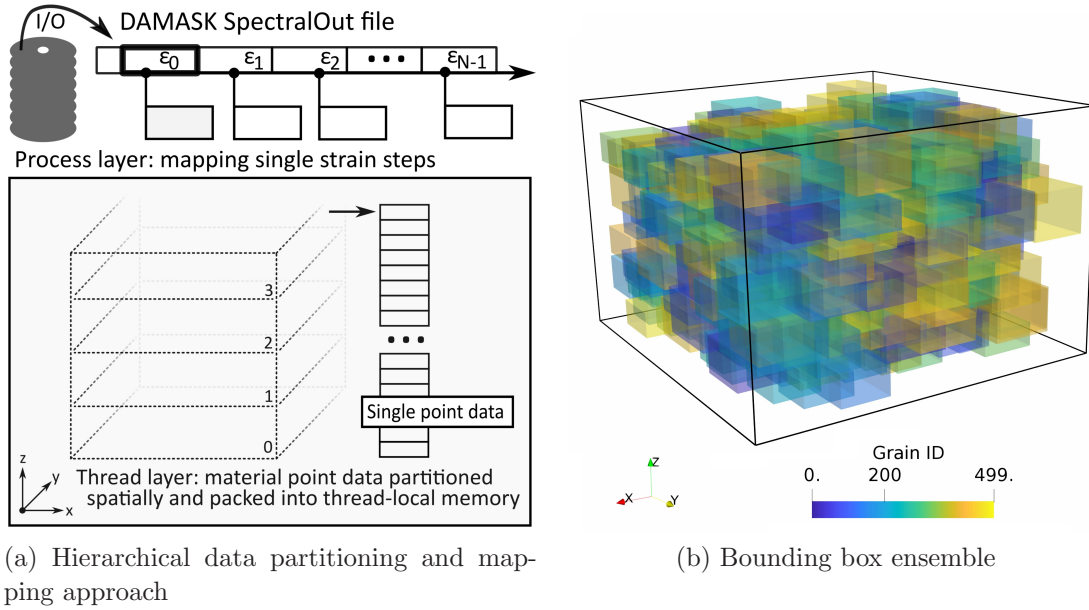 I/O
DAMASK SpectralOut file
ε0 ε1 ε2 ••• εN-1
Process layer: mapping single strain steps
3
2
1
0
•••
Single point data
z
y
x
Thread layer: material point data partitioned
spatially and packed into thread-local memory
Z
X
Y
Grain ID
0. 200 499.
(a) Hierarchical data partitioning and map-
ping approach
(b) Bounding box ensemble